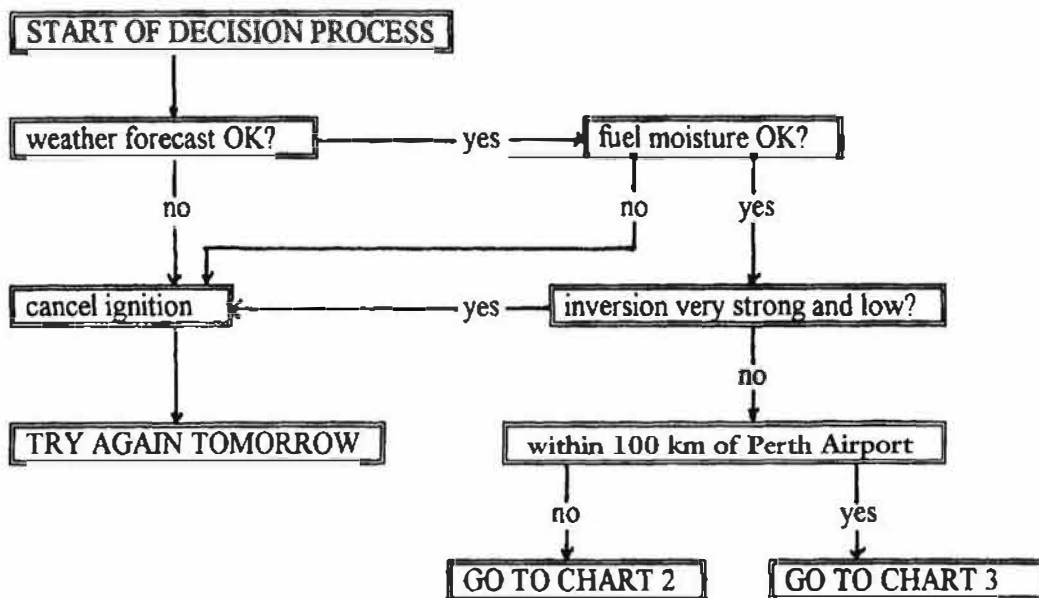 START OF DECISION PROCESS
weather forecast OK? yes fuel moisture OK?
no no yes
cancel ignition yes inversion very strong and low?
no
TRY AGAIN TOMORROW within 100 km of Perth Airport
no yes
GO TO CHART 2 GO TO CHART 3